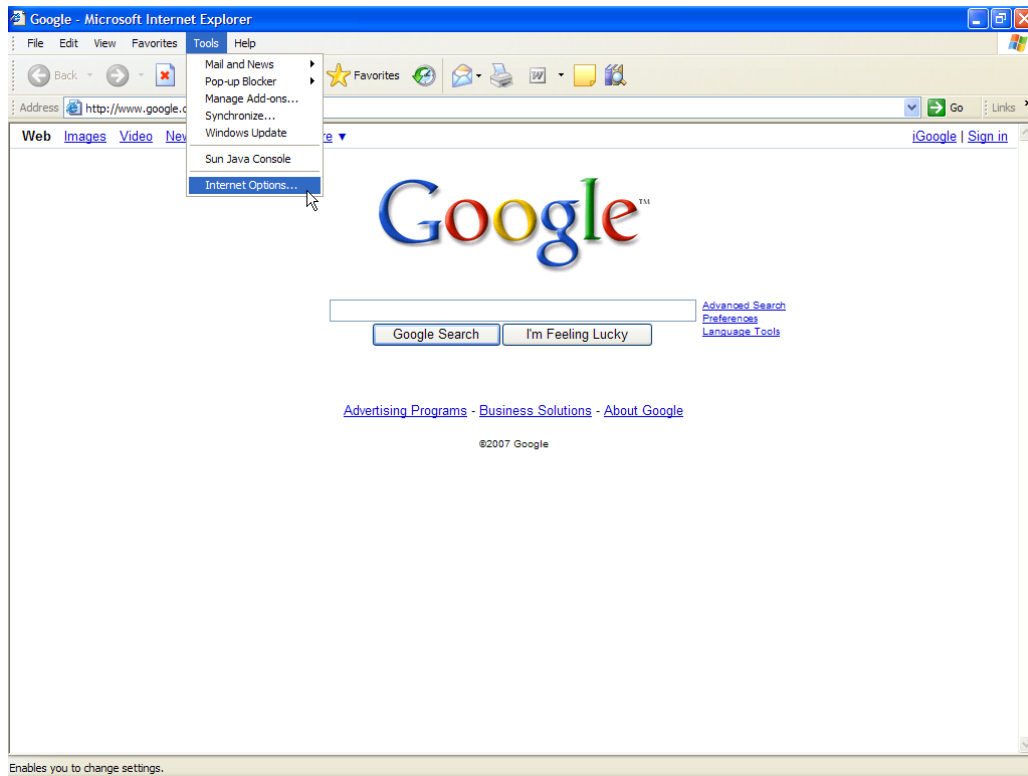 Google - Microsoft Internet Explorer
File Edit View Favorites Tools Help
Back Favorites
Mail and News
Pop-up Blocker
Manage Add-ons...
Synchronize...
Windows Update
Sun Java Console
Internet Options...
Address http://www.google. Go Links
Web Images Video iGoogle | Sign in
Google™
Advanced Search
Preferences
Language Tools
Google Search I'm Feeling Lucky
Advertising Programs - Business Solutions - About Google
©2007 Google
Enables you to change settings.